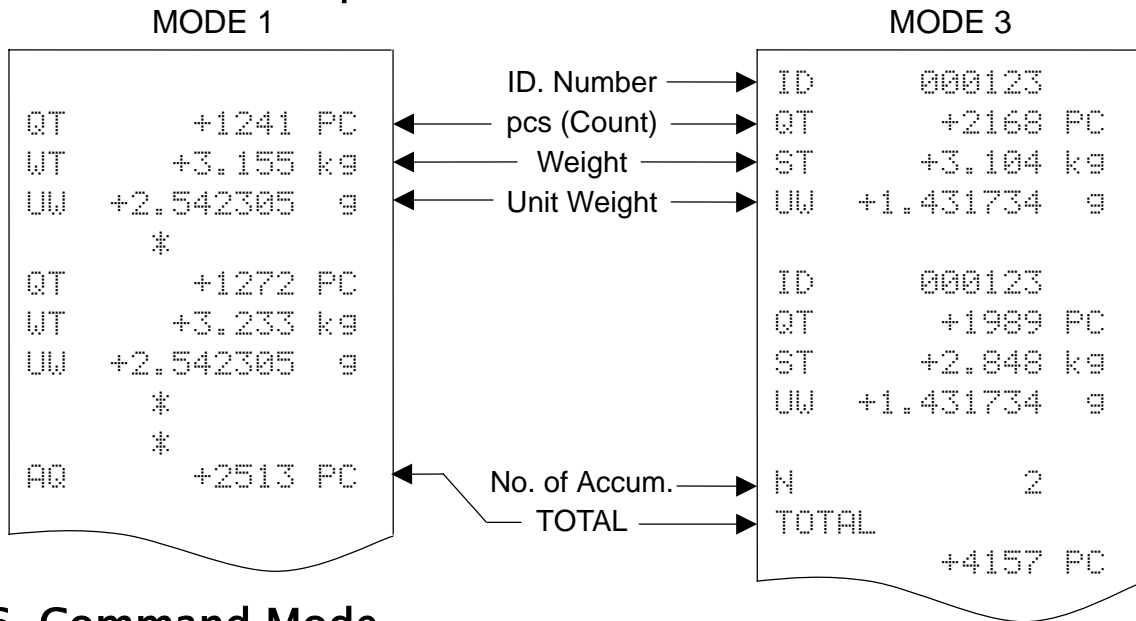 MODE 1
QT +1241 PC
WT +3.155 kg
UW +2.542305 g
*
QT +1272 PC
WT +3.233 kg
UW +2.542305 g
*
*
AQ +2513 PC
ID. Number
pcs (Count)
Weight
Unit Weight
No. of Accum.
TOTAL
MODE 3
ID 000123
QT +2168 PC
ST +3.104 kg
UW +1.431734 g
ID 000123
QT +1989 PC
ST +2.848 kg
UW +1.431734 g
N 2
TOTAL
+4157 PC
Command Mode